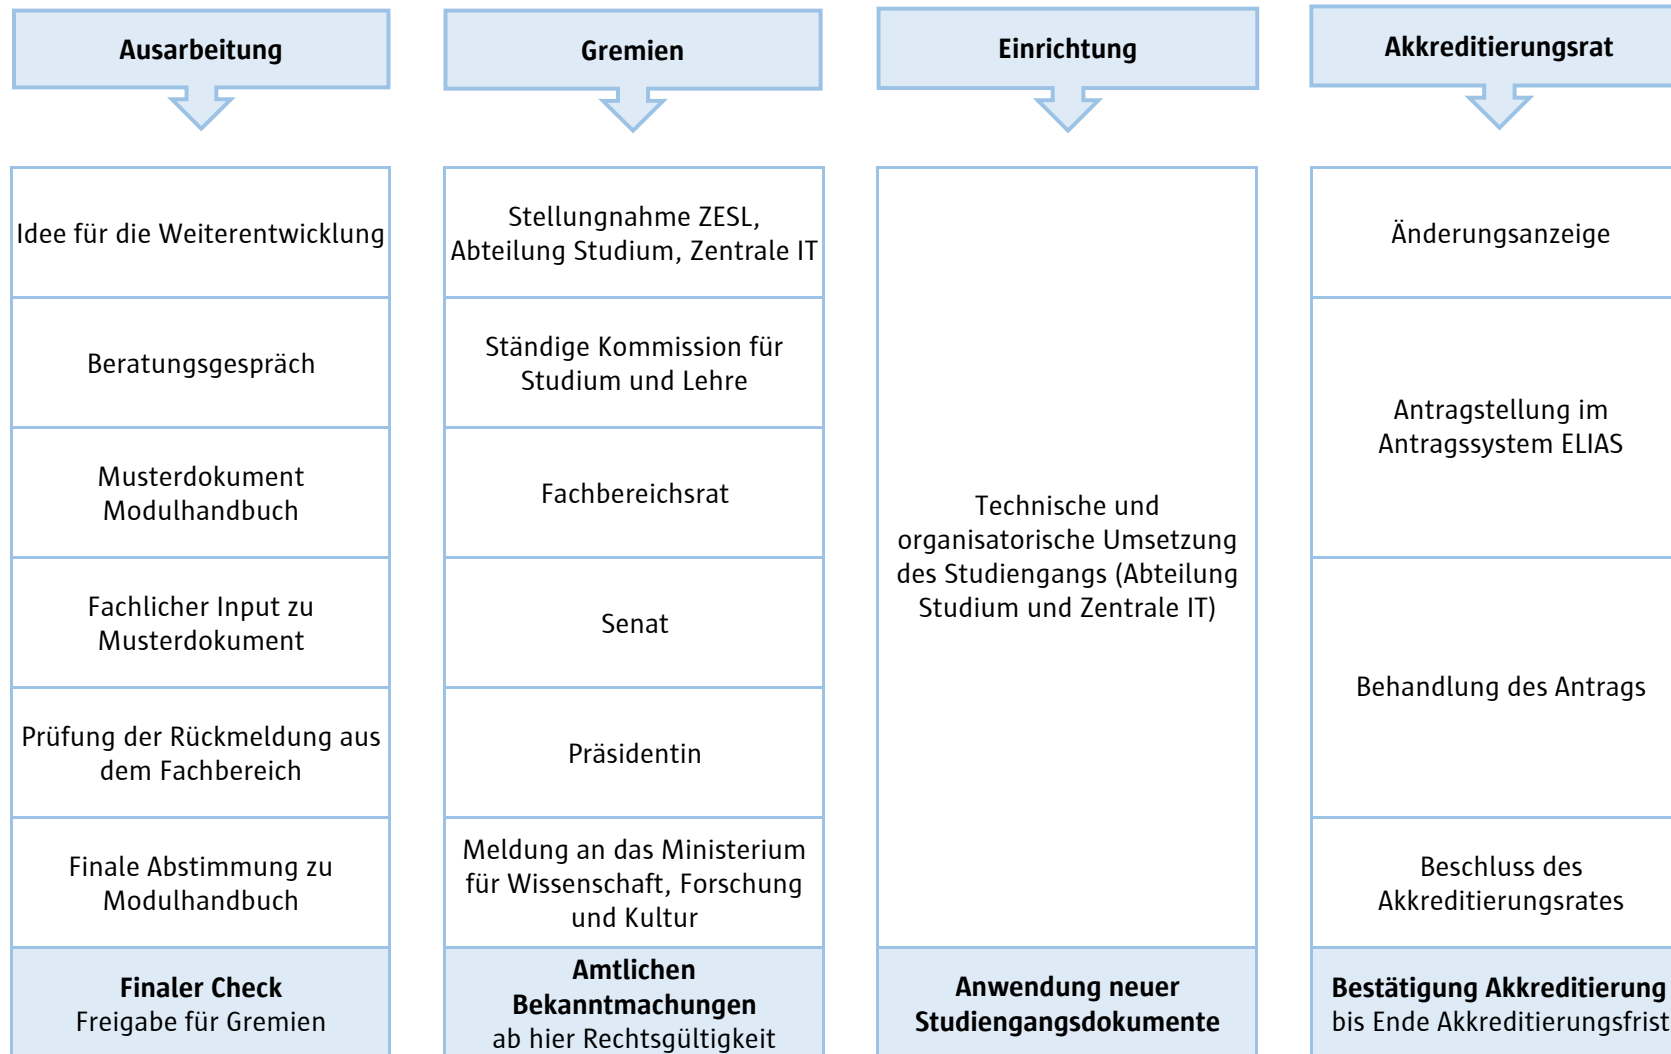 Ausarbeitung
Idee für die Weiterentwicklung
Beratungsgespräch
Musterdokument
Modulhandbuch
Fachlicher Input zu
Musterdokument
Prüfung der Rückmeldung aus
dem Fachbereich
Finale Abstimmung zu
Modulhandbuch
Finaler Check
Freigabe für Gremien
Gremien
Stellungnahme ZESL,
Abteilung Studium, Zentrale IT
Ständige Kommission für
Studium und Lehre
Fachbereichsrat
Senat
Präsidentin
Meldung an das Ministerium
für Wissenschaft, Forschung
und Kultur
Amtlichen
Bekanntmachungen
ab hier Rechtsgültigkeit
Einrichtung
Technische und
organisatorische Umsetzung
des Studiengangs (Abteilung
Studium und Zentrale IT)
Anwendung neuer
Studiengangsdokumente
Akkreditierungsrat
Änderungsanzeige
Antragstellung im
Antragssystem ELIAS
Behandlung des Antrags
Beschluss des
Akkreditierungsrates
Bestätigung Akkreditierung
bis Ende Akkreditierungsfrist